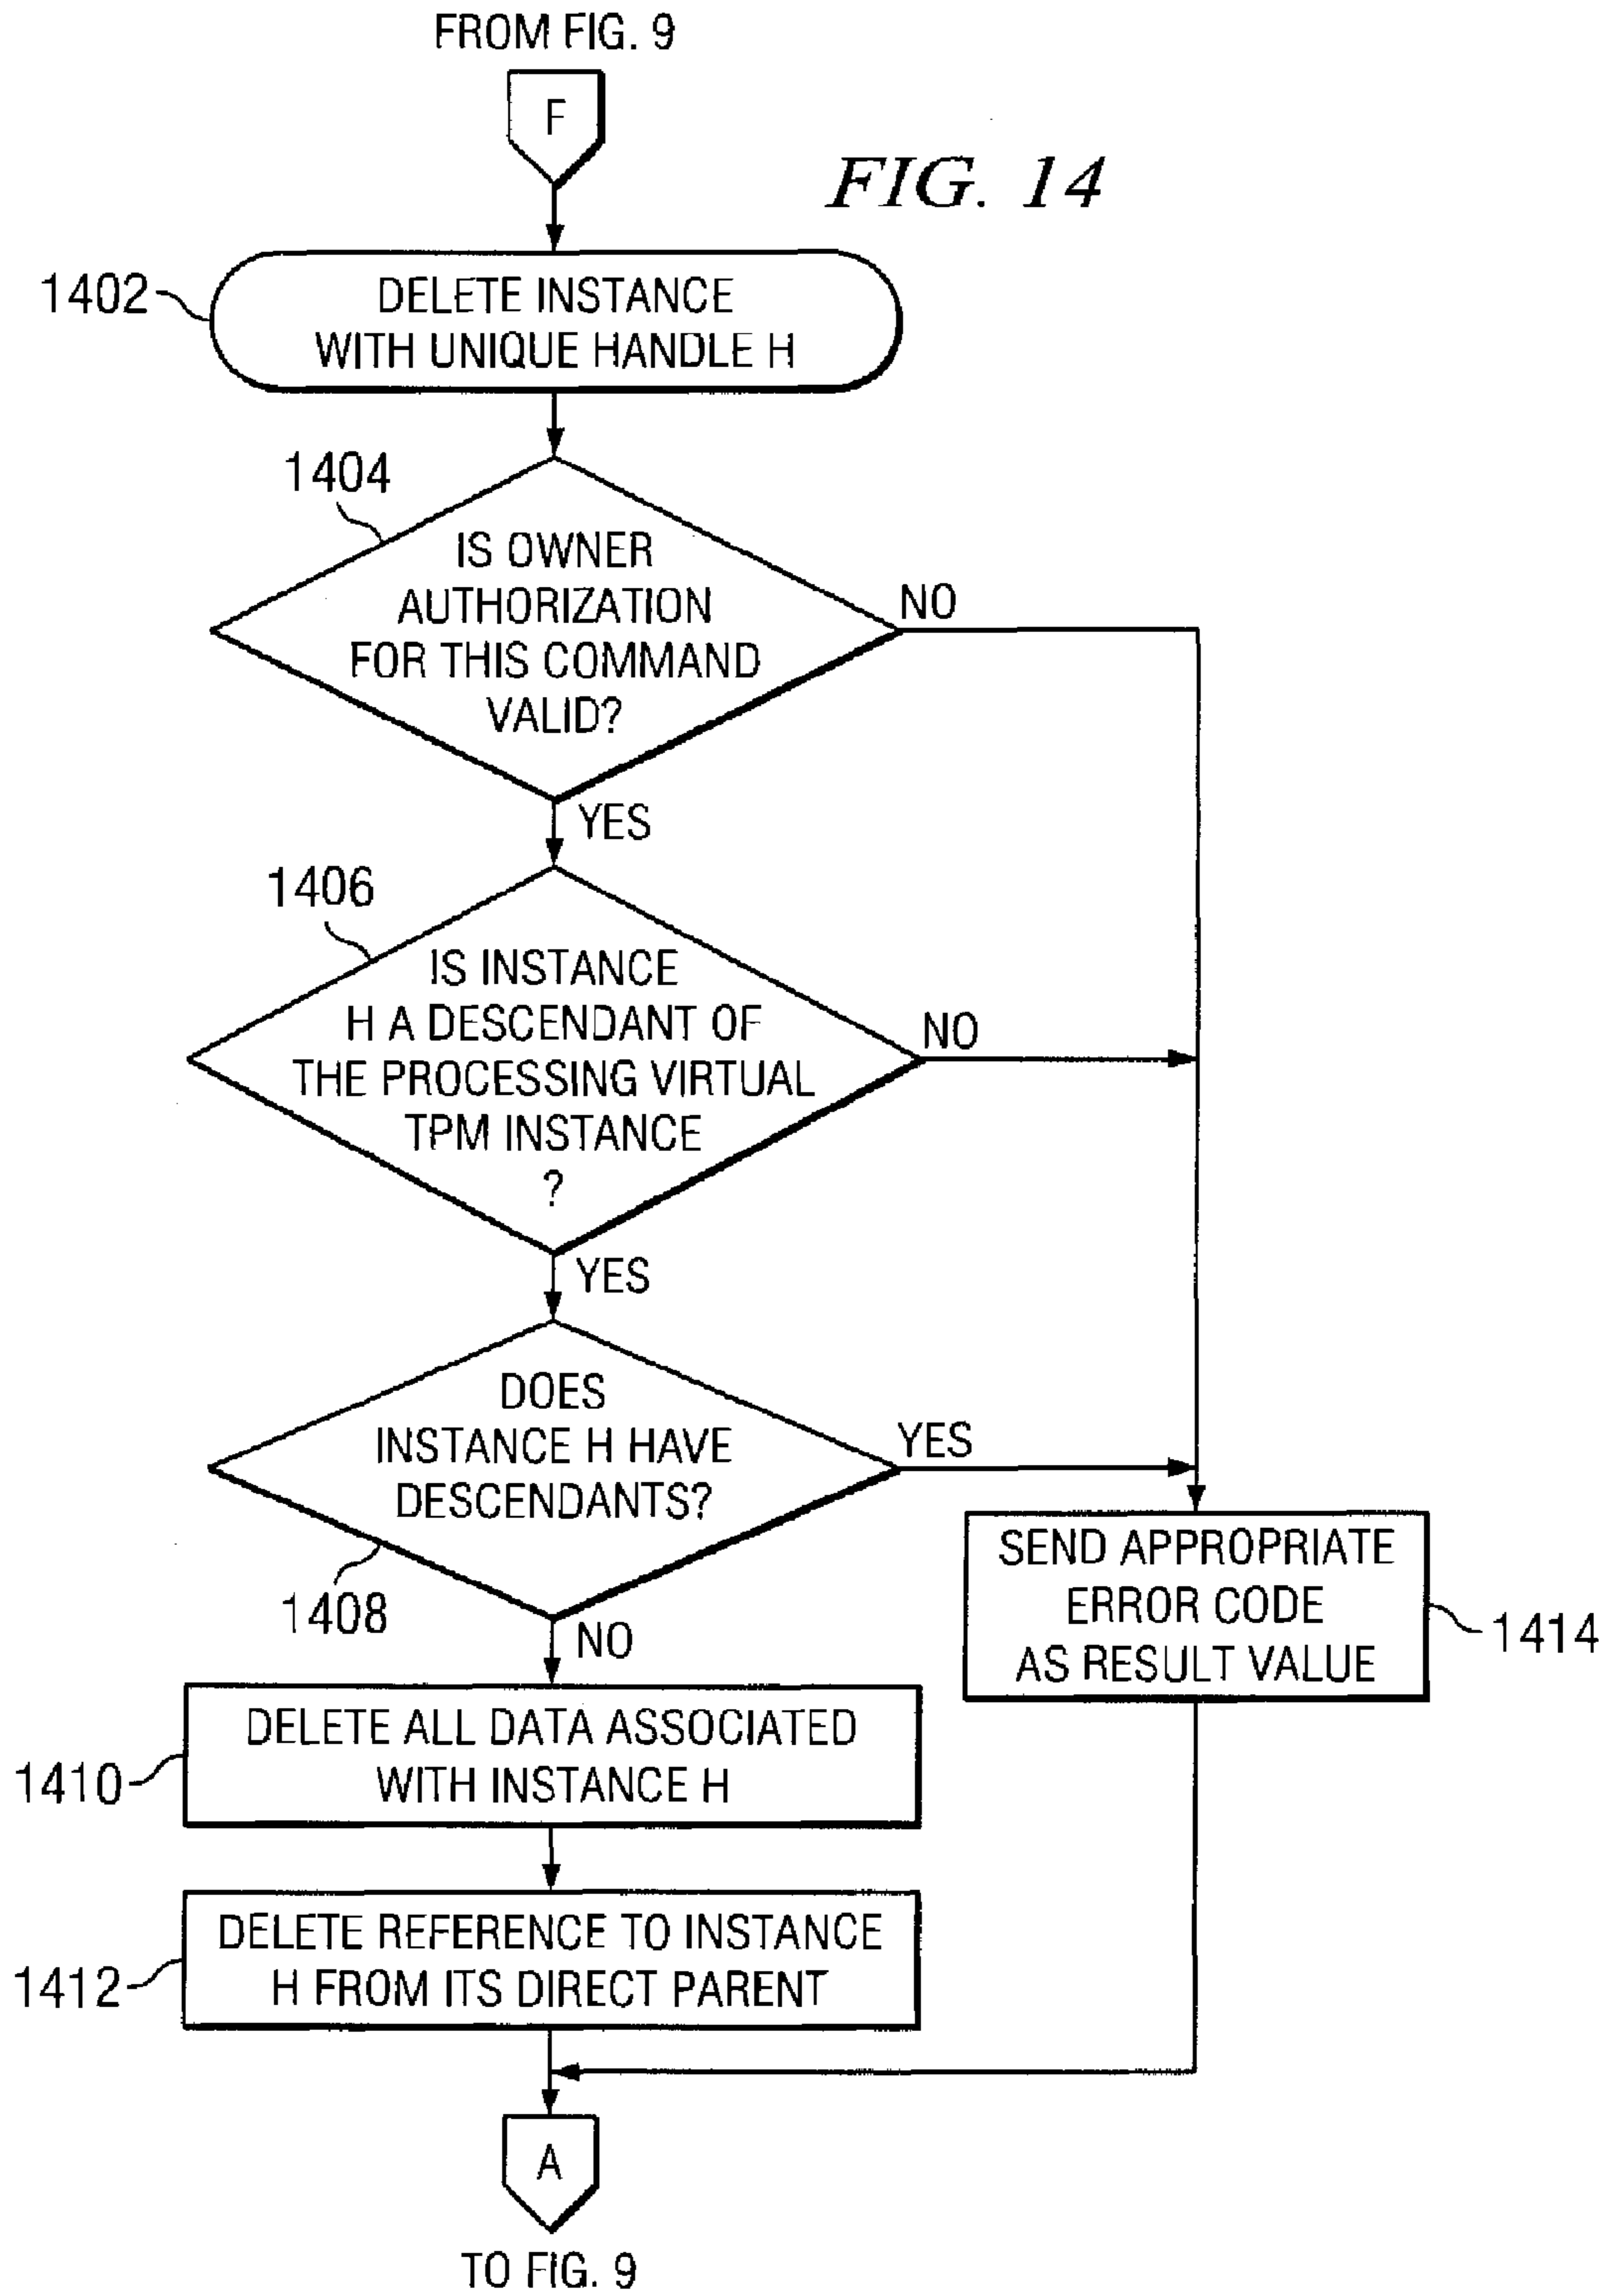 FROM FIG. 9
F
FIG. 14
1402
DELETE INSTANCE
WITH UNIQUE HANDLE H
1404
IS OWNER
AUTHORIZATION
FOR THIS COMMAND
VALID?
NO
YES
1406
IS INSTANCE
H A DESCENDANT OF
THE PROCESSING VIRTUAL
TPM INSTANCE
?
NO
YES
DOES
INSTANCE H HAVE
DESCENDANTS?
YES
1408
NO
SEND APPROPRIATE
ERROR CODE
AS RESULT VALUE
1414
DELETE ALL DATA ASSOCIATED
WITH INSTANCE H
1410
DELETE REFERENCE TO INSTANCE
H FROM ITS DIRECT PARENT
1412
A
TO FIG. 9